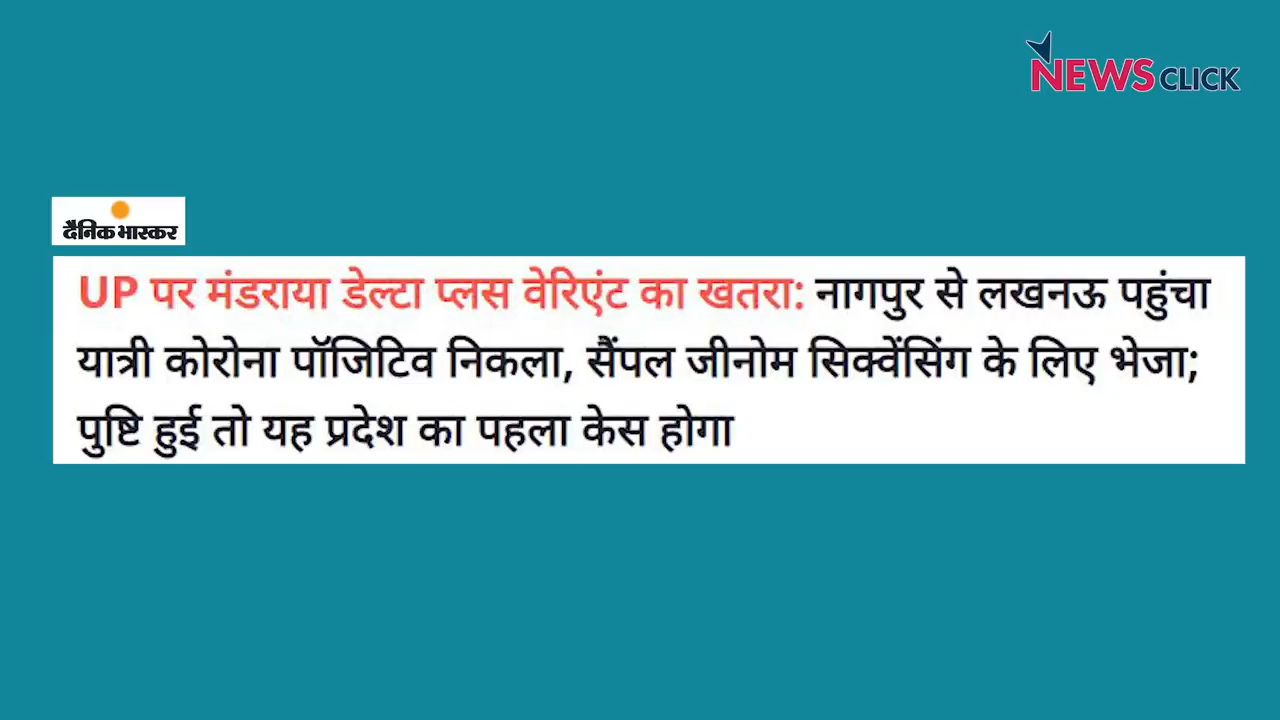 NEWSCLICK
दैनिक भास्कर
UP पर मंडराया डेल्टा प्लस वेरिएंट का खतरा: नागपुर से लखनऊ पहुंचा
यात्री कोरोना पॉजिटिव निकला, सैंपल जीनोम सिक्वेंसिंग के लिए भेजा;
पुष्टि हुई तो यह प्रदेश का पहला केस होगा